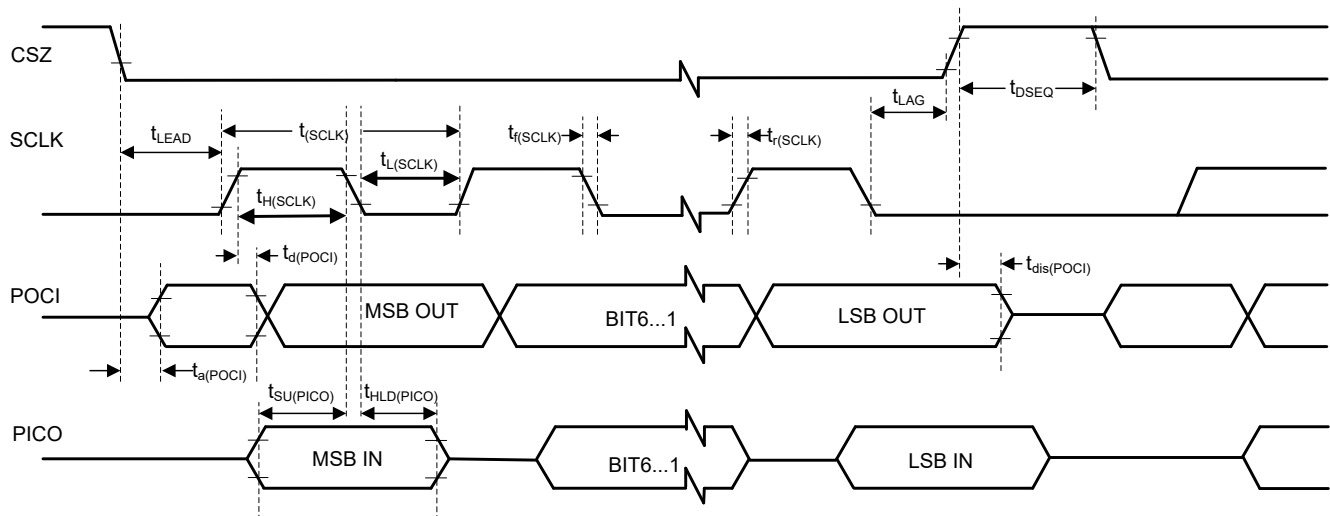 CSZ
tLAG
tDSEQ
tLEAD
t(SCLK)
tf(SCLK)
tr(SCLK)
SCLK
tL(SCLK)
tH(SCLK)
td(POCI)
tdis(POCI)
POCI
MSB OUT
BIT6...1
LSB OUT
ta(POCI)
tSU(PICO)
tHLD(PICO)
PICO
MSB IN
BIT6...1
LSB IN